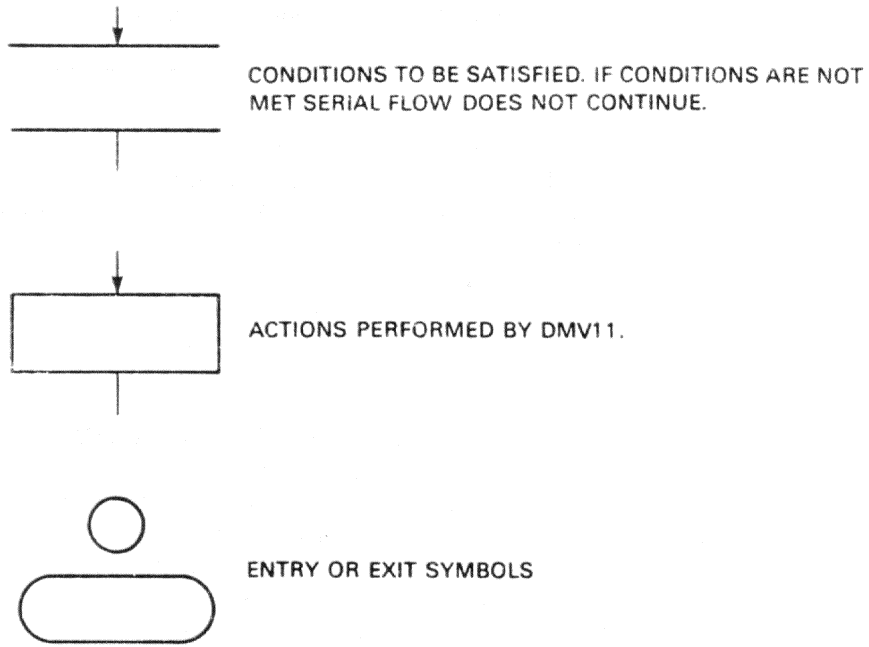 CONDITIONS TO BE SATISFIED. IF CONDITIONS ARE NOT
MET SERIAL FLOW DOES NOT CONTINUE.
ACTIONS PERFORMED BY DMV11.
ENTRY OR EXIT SYMBOLS